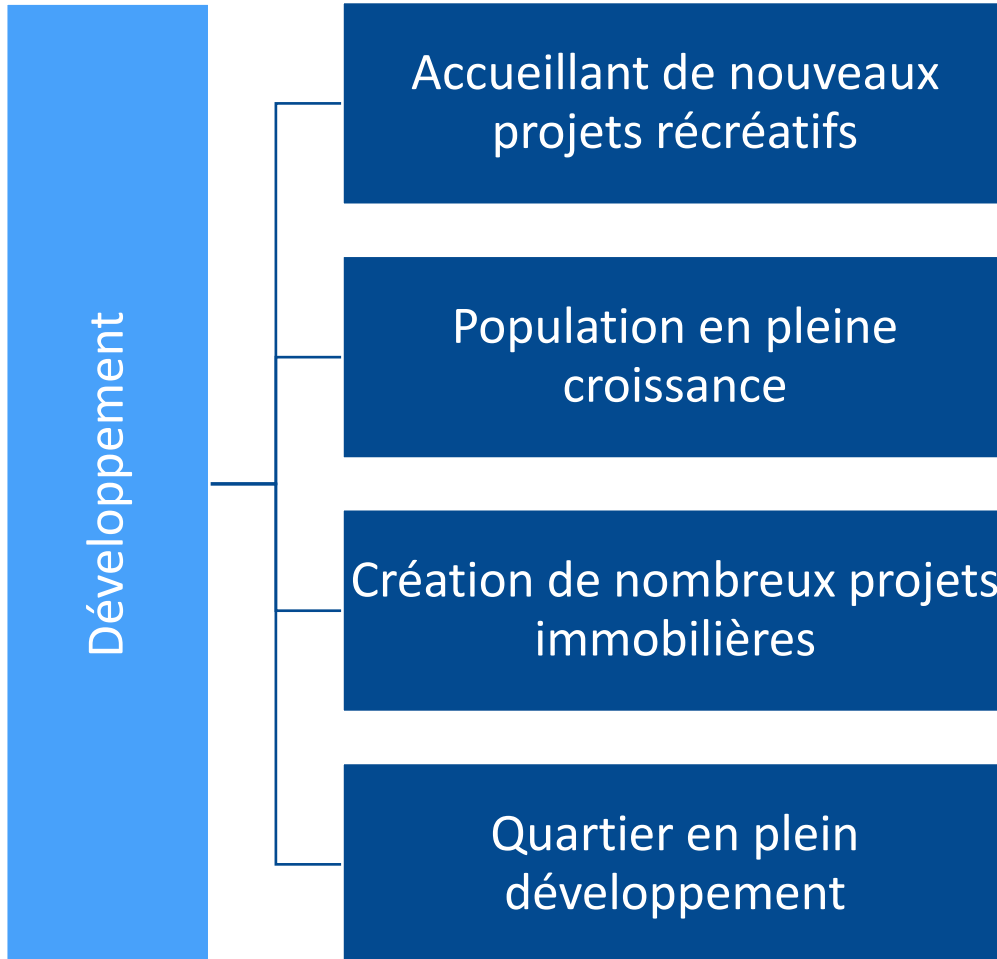 Développement
Accueillant de nouveaux
projets récréatifs
Population en pleine
croissance
Création de nombreux projets
immobilières
Quartier en plein
développement